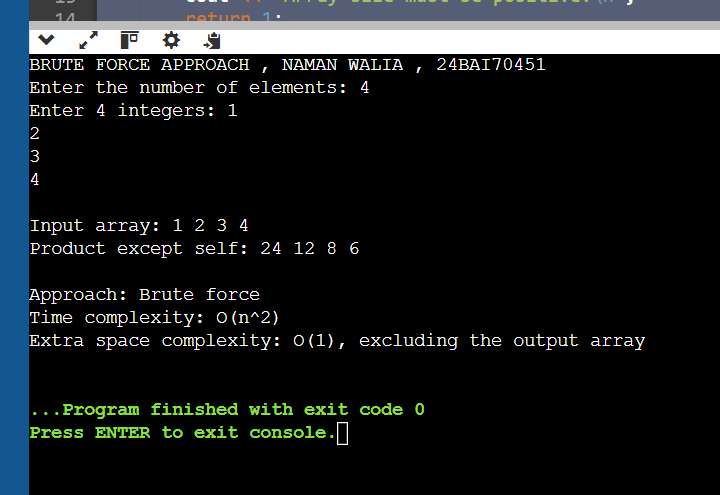 14
return 1;
BRUTE FORCE APPROACH , NAMAN WALIA , 24BAI70451
Enter the number of elements: 4
Enter 4 integers: 1
2
3
4
Input array: 1 2 3 4
Product except self: 24 12 8 6
Approach: Brute force
Time complexity: O(n^2)
Extra space complexity: O(1), excluding the output array
...Program finished with exit code 0
Press ENTER to exit console.